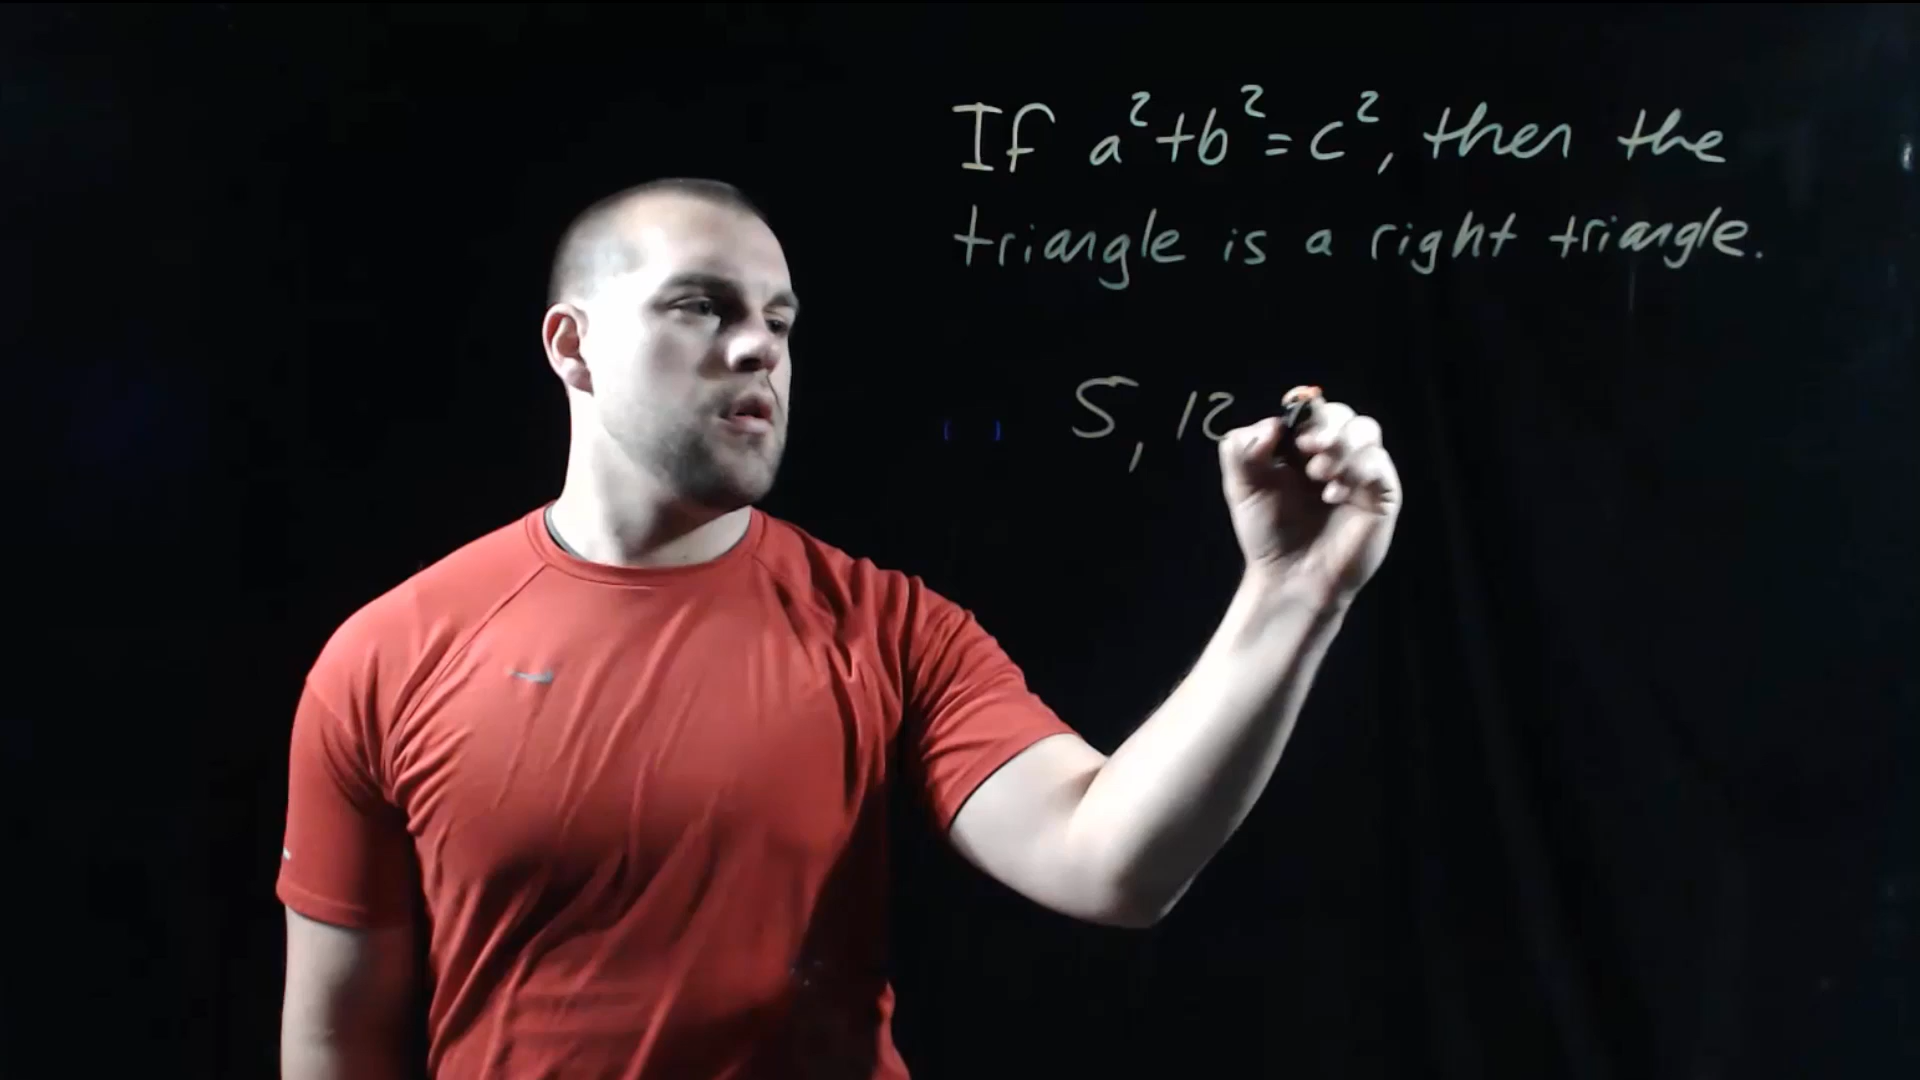 If a²+b²=c², then the
triangle is a right triangle.
5, 12